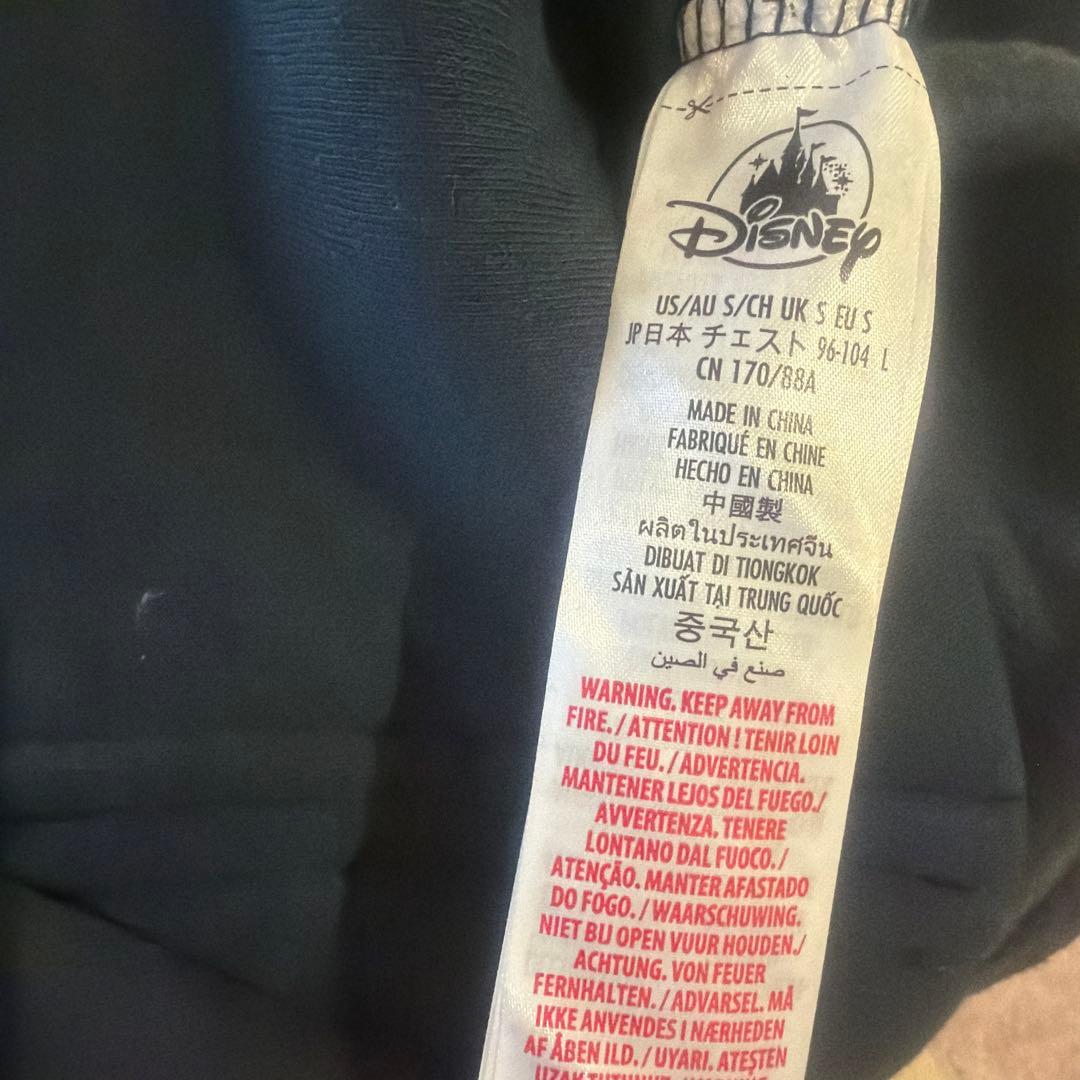 Disney
US/AU S/CH UK S EU S
JP日本 チェスト 96-104 L
CN 170/88A
MADE IN CHINA
FABRIQUÉ EN CHINE
HECHO EN CHINA
中國製
ผลิตในประเทศจีน
DIBUAT DI TIONGKOK
SẢN XUẤT TẠI TRUNG QUỐC
중국산
صنع في الصين
WARNING. KEEP AWAY FROM
FIRE. / ATTENTION ! TENIR LOIN
DU FEU. / ADVERTENCIA.
MANTENER LEJOS DEL FUEGO./
AVVERTENZA. TENERE
LONTANO DAL FUOCO. /
ATENÇÃO. MANTER AFASTADO
DO FOGO. / WAARSCHUWING.
NIET BIJ OPEN VUUR HOUDEN./
ACHTUNG. VON FEUER
FERNHALTEN. / ADVARSEL. MÅ
IKKE ANVENDES I NÆRHEDEN
AF ÅBEN ILD. / UYARI. ATEŞTEN